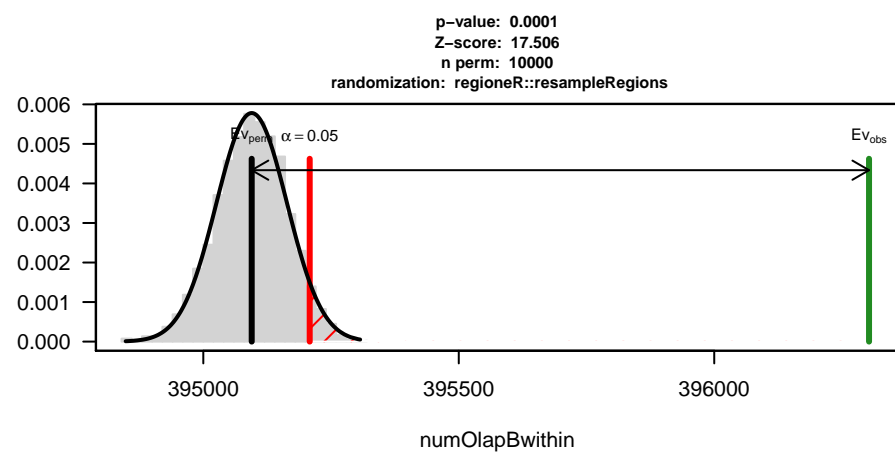 p−value: 0.0001
Z−score: 17.506
n perm: 10000
randomization: regioneR::resampleRegions
0.006
0.005
0.004
0.003
0.002
0.001
0.000
Evperm α = 0.05
Evobs
395000 395500 396000
numOlapBwithin